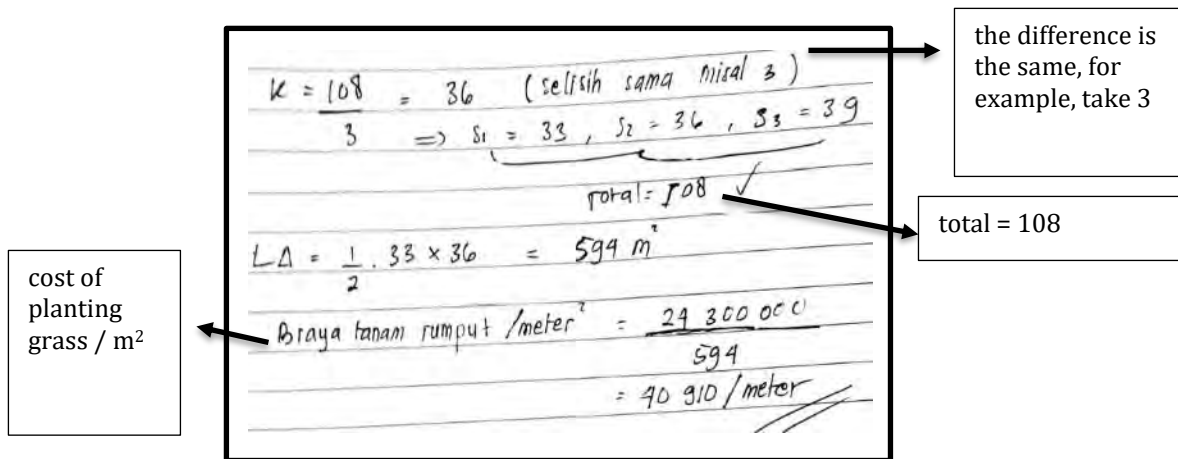 the difference is
the same, for
example, take 3
K = 108/3 = 36 (selisih sama misal 3)
=> S1 = 33, S2 = 36, S3 = 39
Total = 108 ✓
total = 108
LΔ = 1/2 . 33 × 36 = 594 m²
cost of
planting
grass / m²
Biaya tanam rumput /meter² = 24 300 000/594
= 40 910 /meter